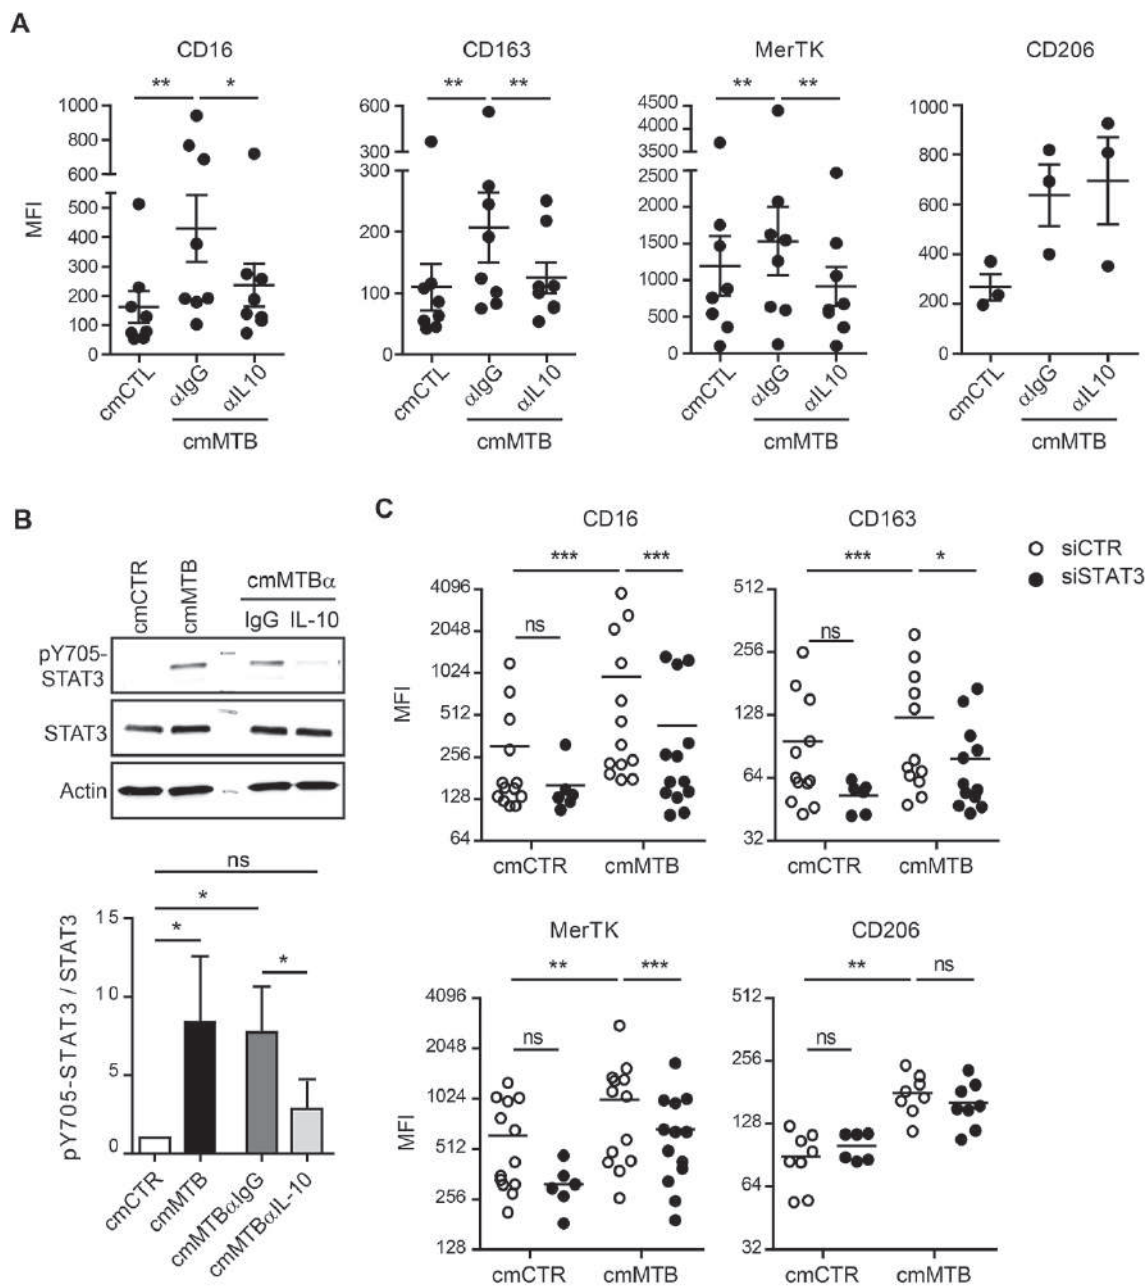 A
CD16
CD163
MerTK
CD206
** *
** **
** **
MFI
1000
800
600
500
400
300
200
100
0
600
300
300
200
100
0
4500
4000
3500
3000
2500
2000
1500
1000
500
0
1000
800
600
400
200
0
cmCTL αIgG αIL10
cmCTL αIgG αIL10
cmCTL αIgG αIL10
cmCTL αIgG αIL10
cmMTB
cmMTB
cmMTB
cmMTB
B
cmCTR cmMTB
cmMTBα
IgG IL-10
pY705-
STAT3
STAT3
Actin
ns
*
* *
pY705-STAT3 / STAT3
15
10
5
0
cmCTR
cmMTB
cmMTBαIgG
cmMTBαIL-10
C
CD16
CD163
siCTR
siSTAT3
*** ***
*** *
ns
ns
MFI
4096
2048
1024
512
256
128
64
512
256
128
64
32
cmCTR cmMTB
cmCTR cmMTB
MerTK
CD206
** ***
** ns
ns
ns
MFI
4096
2048
1024
512
256
128
512
256
128
64
32
cmCTR cmMTB
cmCTR cmMTB